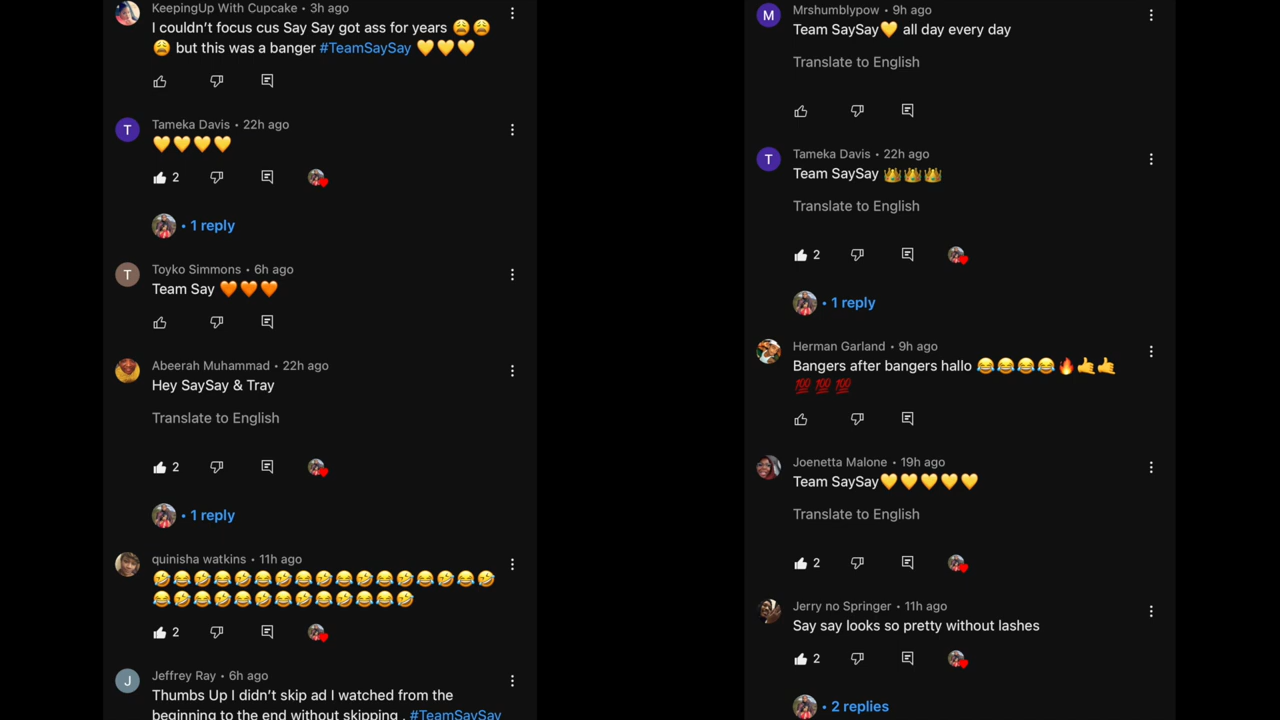 KeepingUp With Cupcake • 3h ago
I couldn’t focus cus Say Say got ass for years 😩😩
😩 but this was a banger #TeamSaySay 💛💛💛
T
Tameka Davis • 22h ago
💛💛💛💛
2
• 1 reply
T
Toyko Simmons • 6h ago
Team Say 🧡🧡🧡
Abeerah Muhammad • 22h ago
Hey SaySay & Tray
Translate to English
2
• 1 reply
quinisha watkins • 11h ago
🤣😂🤣😂🤣😂🤣😂🤣😂🤣😂🤣😂🤣😂🤣
😂🤣😂🤣😂🤣😂🤣😂🤣😂😂🤣
2
J
Jeffrey Ray • 6h ago
Thumbs Up I didn’t skip ad I watched from the
beginning to the end without skipping . #TeamSaySay
M
Mrshumblypow • 9h ago
Team SaySay💛 all day every day
Translate to English
T
Tameka Davis • 22h ago
Team SaySay 👑👑👑
Translate to English
2
• 1 reply
Herman Garland • 9h ago
Bangers after bangers hallo 😂😂😂😂🔥🤙🤙
💯💯💯
Joenetta Malone • 19h ago
Team SaySay💛💛💛💛💛
Translate to English
2
Jerry no Springer • 11h ago
Say say looks so pretty without lashes
2
• 2 replies